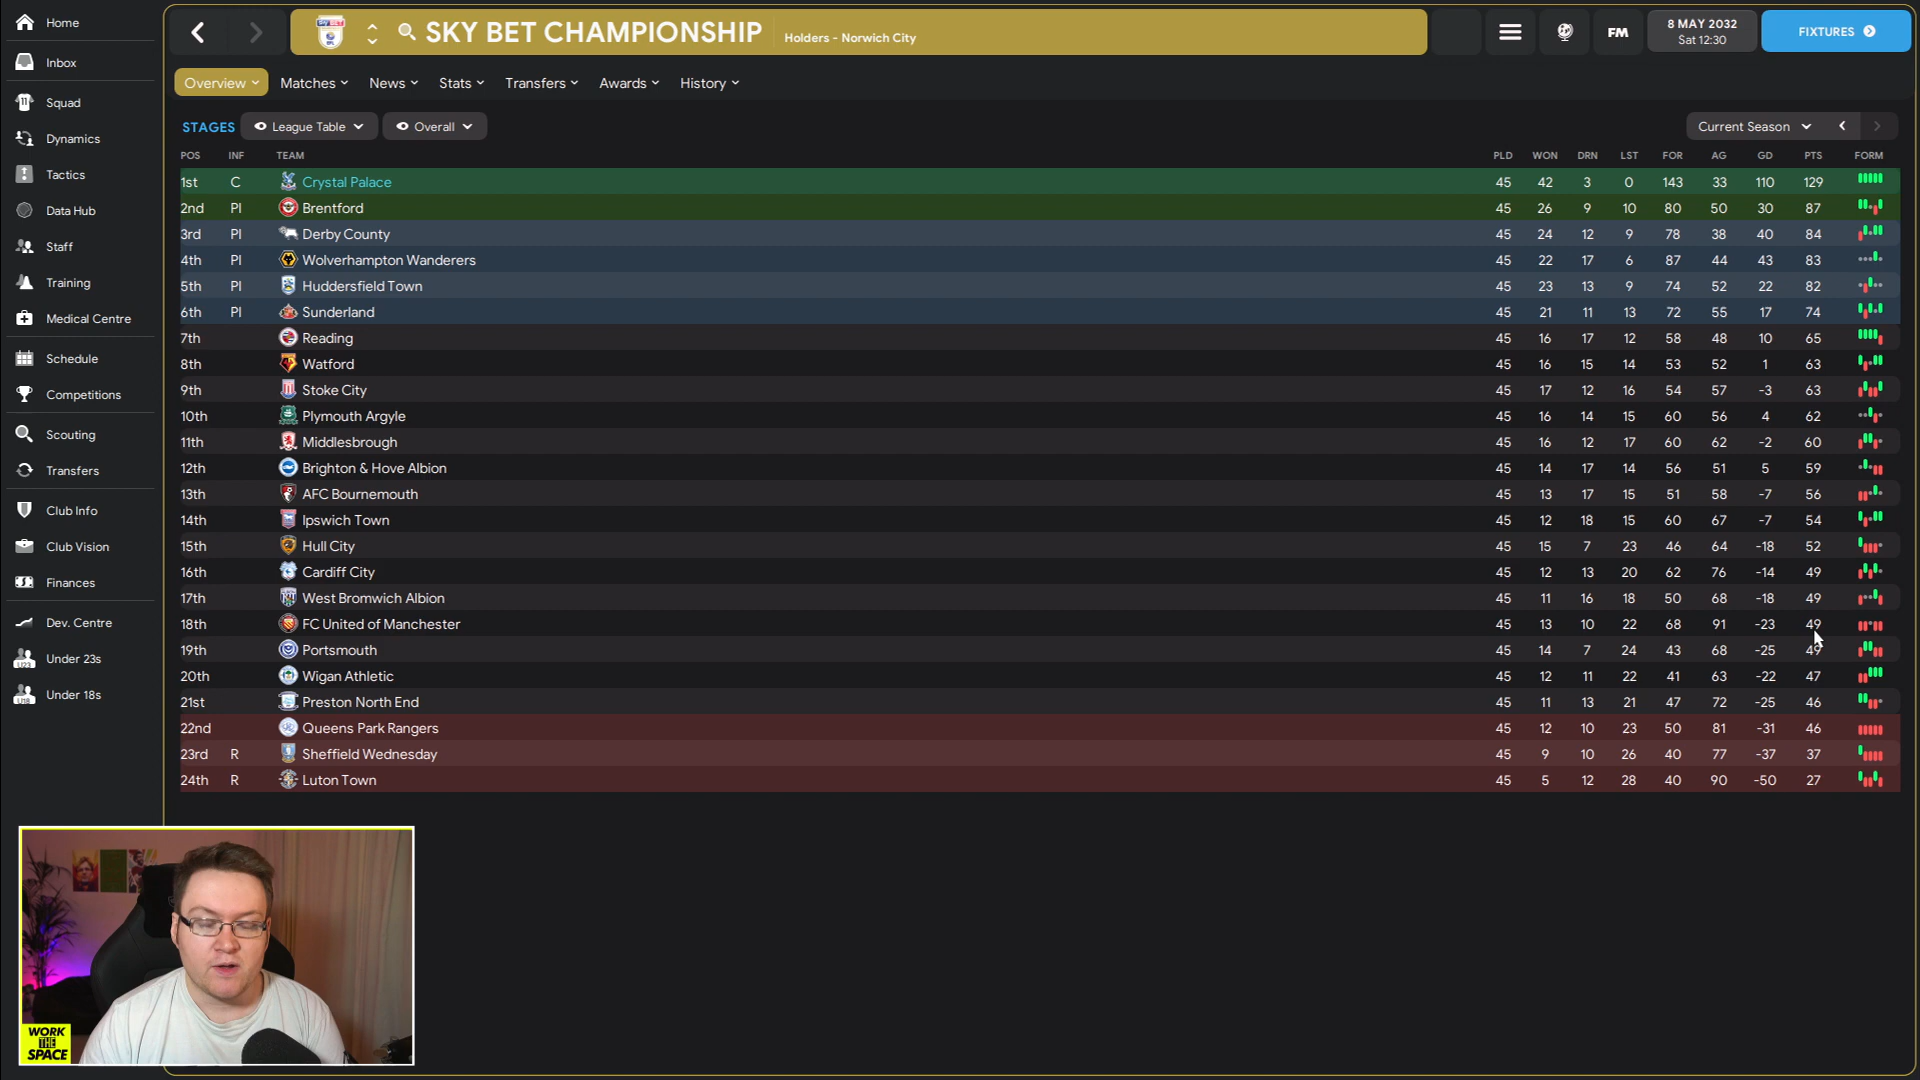 Home
Inbox
Squad
Dynamics
Tactics
Data Hub
Staff
Training
Medical Centre
Schedule
Competitions
Scouting
Transfers
Club Info
Club Vision
Finances
Dev. Centre
Under 23s
Under 18s
SKY BET CHAMPIONSHIP Holders - Norwich City
FM
8 MAY 2032
Sat 12:30
FIXTURES
Overview Matches News Stats Transfers Awards History
STAGES League Table Overall Current Season
POS INF TEAM PLD WON DRN LST FOR AG GD PTS FORM
1st C Crystal Palace 45 42 3 0 143 33 110 129
2nd Pl Brentford 45 26 9 10 80 50 30 87
3rd Pl Derby County 45 24 12 9 78 38 40 84
4th Pl Wolverhampton Wanderers 45 22 17 6 87 44 43 83
5th Pl Huddersfield Town 45 23 13 9 74 52 22 82
6th Pl Sunderland 45 21 11 13 72 55 17 74
7th Reading 45 16 17 12 58 48 10 65
8th Watford 45 16 15 14 53 52 1 63
9th Stoke City 45 17 12 16 54 57 -3 63
10th Plymouth Argyle 45 16 14 15 60 56 4 62
11th Middlesbrough 45 16 12 17 60 62 -2 60
12th Brighton & Hove Albion 45 14 17 14 56 51 5 59
13th AFC Bournemouth 45 13 17 15 51 58 -7 56
14th Ipswich Town 45 12 18 15 60 67 -7 54
15th Hull City 45 15 7 23 46 64 -18 52
16th Cardiff City 45 12 13 20 62 76 -14 49
17th West Bromwich Albion 45 11 16 18 50 68 -18 49
18th FC United of Manchester 45 13 10 22 68 91 -23 49
19th Portsmouth 45 14 7 24 43 68 -25 49
20th Wigan Athletic 45 12 11 22 41 63 -22 47
21st Preston North End 45 11 13 21 47 72 -25 46
22nd Queens Park Rangers 45 12 10 23 50 81 -31 46
23rd R Sheffield Wednesday 45 9 10 26 40 77 -37 37
24th R Luton Town 45 5 12 28 40 90 -50 27
WORK
THE
SPACE